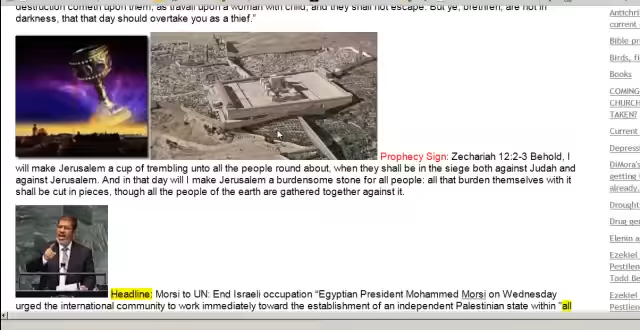 destruction cometh upon them, as travail upon a woman with child; and they shall not escape. But ye, brethren, are not in
darkness, that that day should overtake you as a thief."
Prophecy Sign: Zechariah 12:2-3 Behold, I
will make Jerusalem a cup of trembling unto all the people round about, when they shall be in the siege both against Judah and
against Jerusalem. And in that day will I make Jerusalem a burdensome stone for all people: all that burden themselves with it
shall be cut in pieces, though all the people of the earth are gathered together against it.
Headline: Morsi to UN: End Israeli occupation "Egyptian President Mohammed Morsi on Wednesday
urged the international community to work immediately toward the establishment of an independent Palestinian state within "all
Antichri
current
Bible pr
Birds, fi
Books
COMING
CHURCH
TAKEN?
Current
Depress
DiMora's
getting
already.
Drought
Drug ge
Elenin a
Ezekiel
Pestilen
Todd Be
Ezekiel
Pestilen